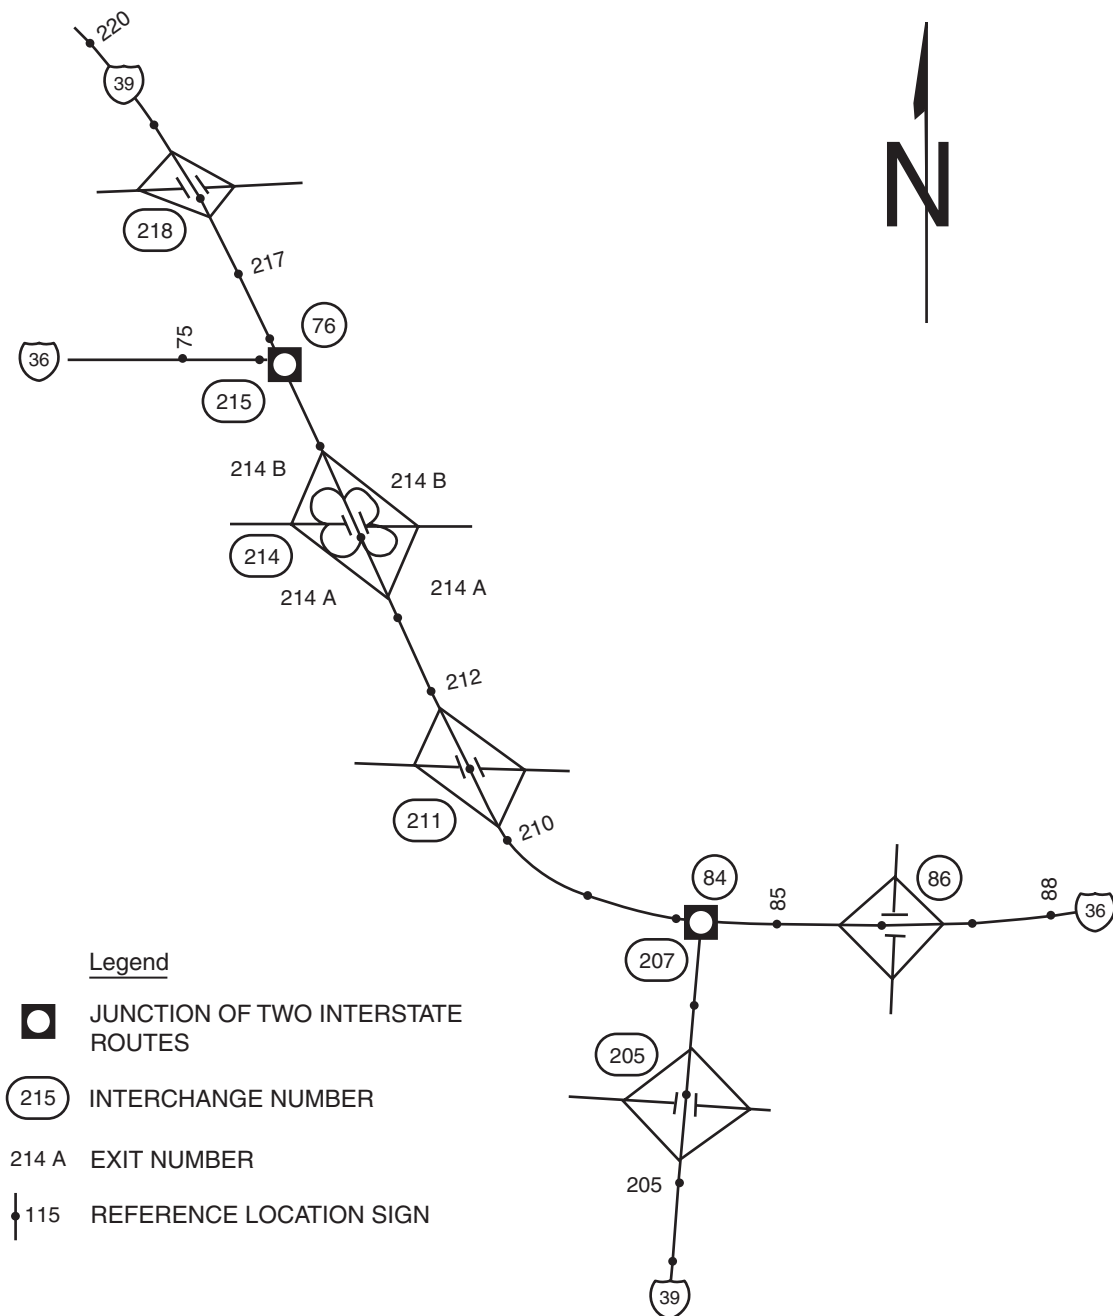 220
39
N
218
217
76
75
36
215
214 B
214 B
214
214 A
214 A
212
211
210
84
86
85
88
36
207
205
205
39
Legend
JUNCTION OF TWO INTERSTATE
ROUTES
215 INTERCHANGE NUMBER
214 A EXIT NUMBER
115 REFERENCE LOCATION SIGN